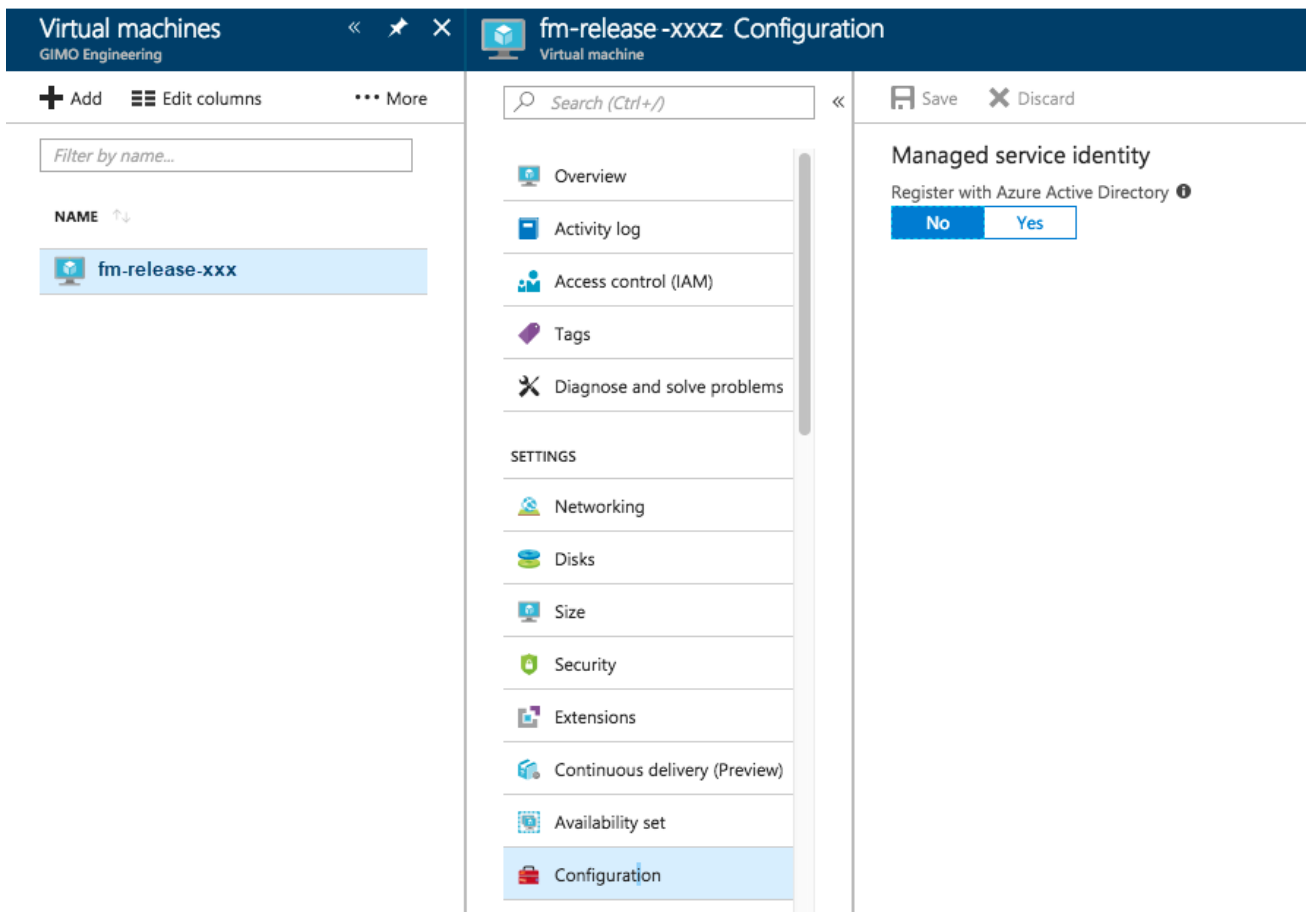 Virtual machines
GIMO Engineering
Add Edit columns ••• More
Filter by name...
NAME
fm-release-xxx
fm-release -xxxz Configuration
Virtual machine
Search (Ctrl+/)
Overview
Activity log
Access control (IAM)
Tags
Diagnose and solve problems
SETTINGS
Networking
Disks
Size
Security
Extensions
Continuous delivery (Preview)
Availability set
Configuration
Save Discard
Managed service identity
Register with Azure Active Directory
No Yes